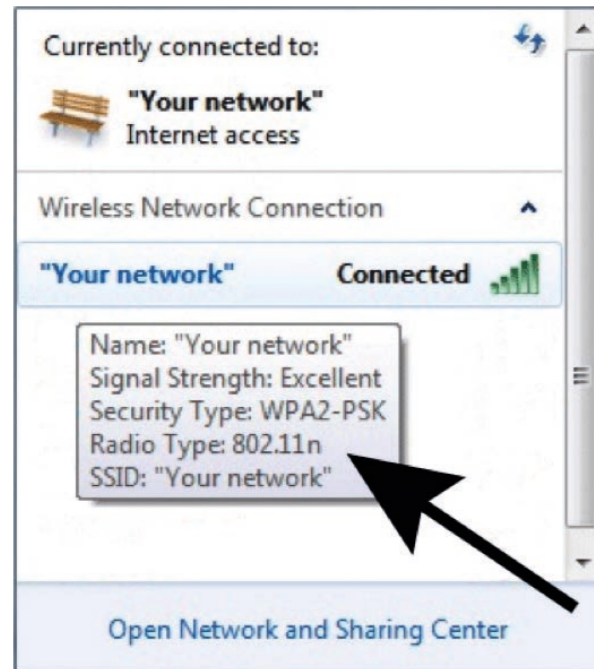 Currently connected to:
"Your network"
Internet access
Wireless Network Connection
"Your network" Connected
Name: "Your network"
Signal Strength: Excellent
Security Type: WPA2-PSK
Radio Type: 802.11n
SSID: "Your network"
Open Network and Sharing Center